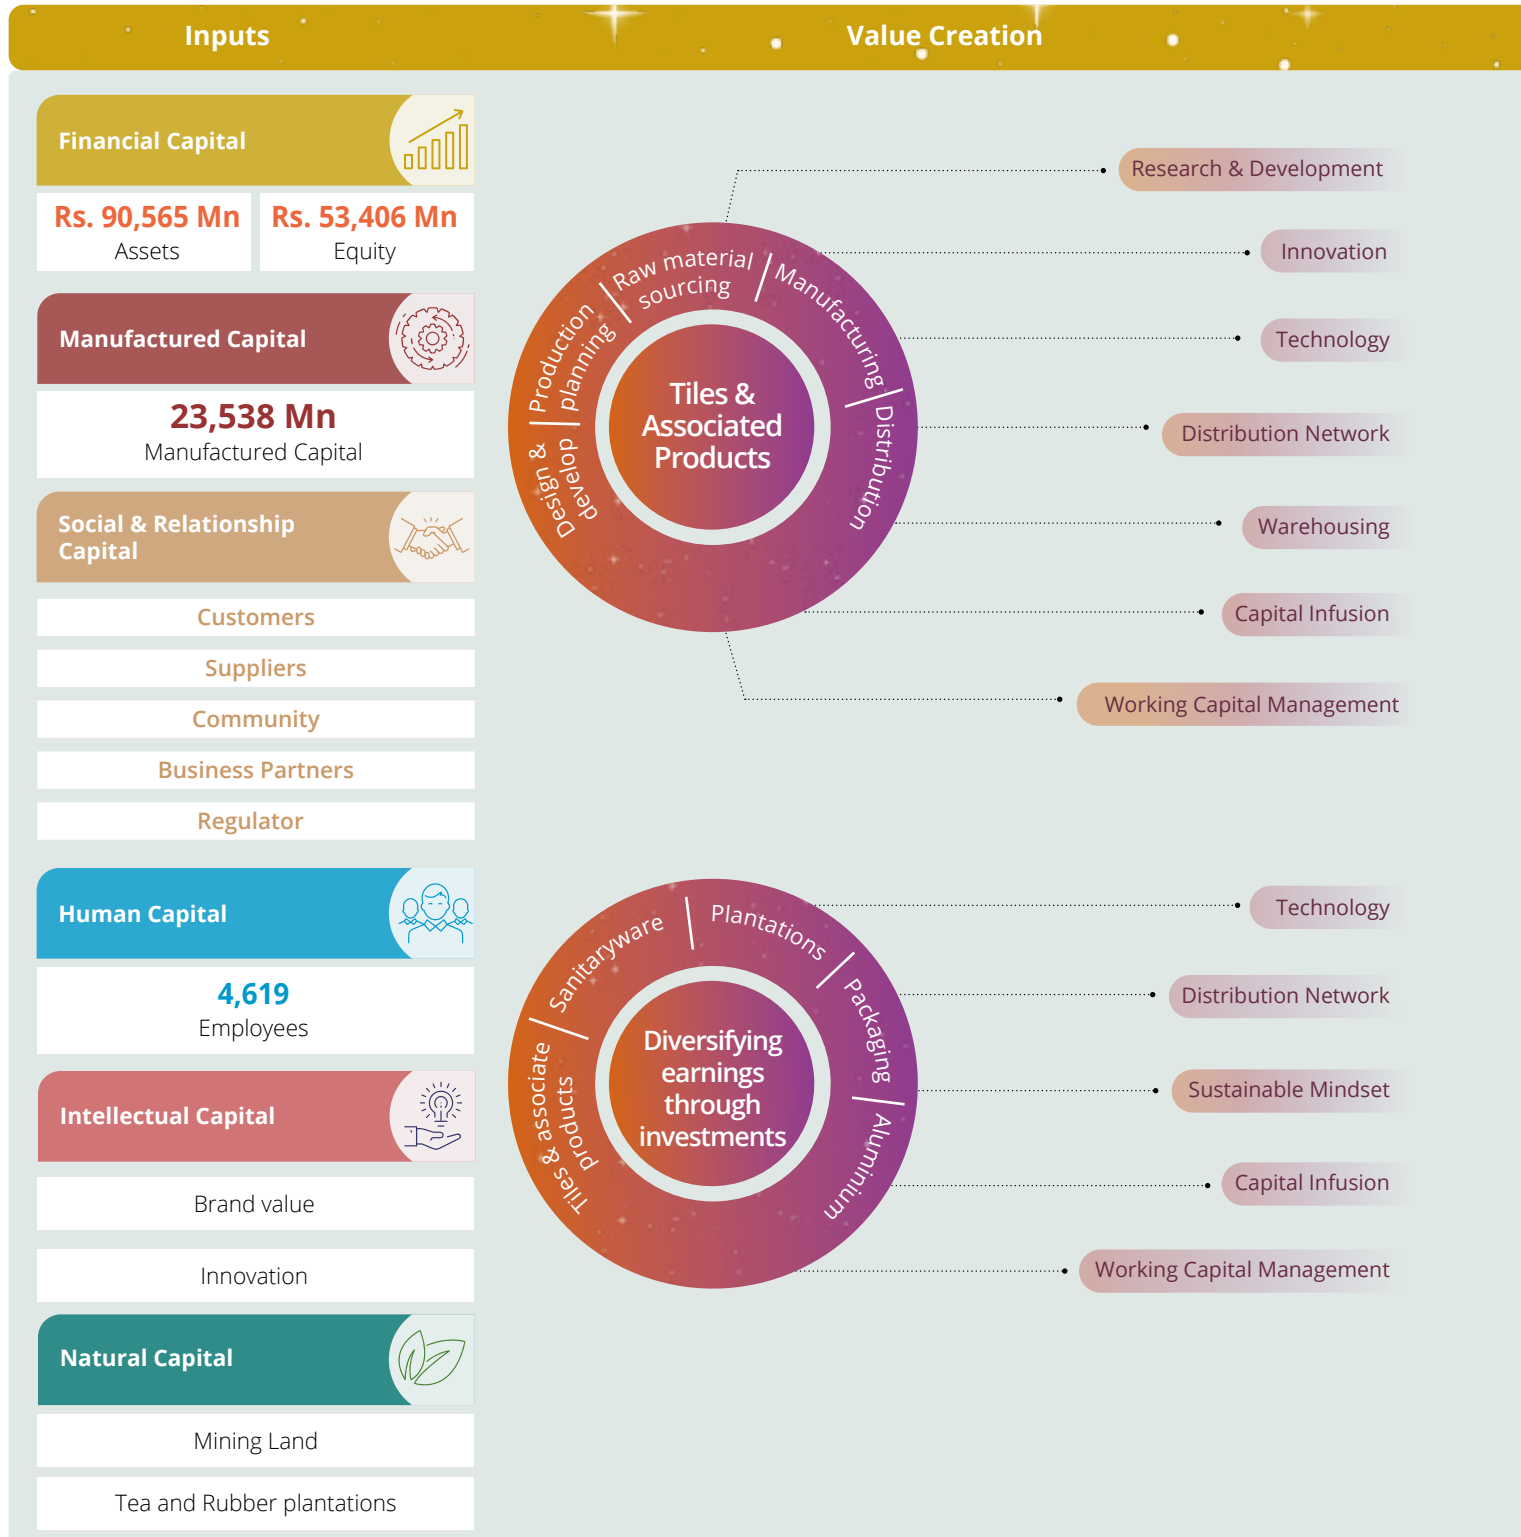 Inputs
Value Creation
Financial Capital
Rs. 90,565 Mn
Assets
Rs. 53,406 Mn
Equity
Manufactured Capital
23,538 Mn
Manufactured Capital
Social & Relationship
Capital
Customers
Suppliers
Community
Business Partners
Regulator
Human Capital
4,619
Employees
Intellectual Capital
Brand value
Innovation
Natural Capital
Mining Land
Tea and Rubber plantations
Design &
develop
Production
planning
Raw material
sourcing
Manufacturing
Distribution
Tiles &
Associated
Products
Research & Development
Innovation
Technology
Distribution Network
Warehousing
Capital Infusion
Working Capital Management
Tiles & associate
products
Sanitaryware
Plantations
Packaging
Aluminium
Diversifying
earnings
through
investments
Technology
Distribution Network
Sustainable Mindset
Capital Infusion
Working Capital Management